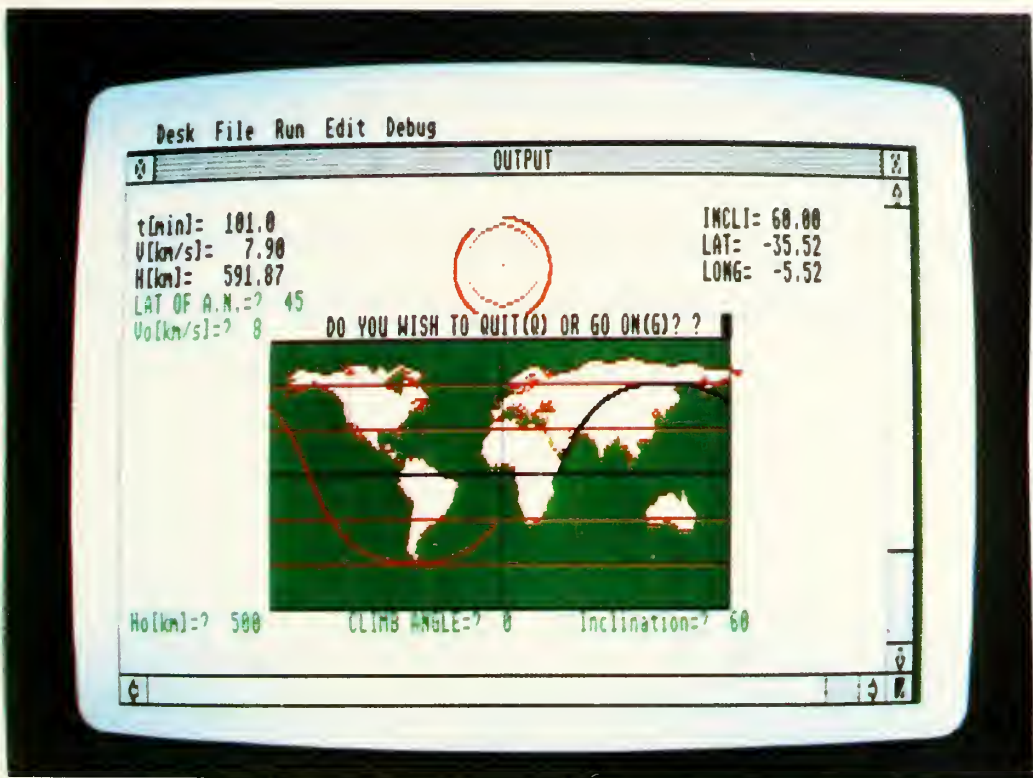 Desk File Run Edit Debug
OUTPUT
t[min]= 101.0
V[km/s]= 7.90
H[km]= 591.87
LAT OF A.N.=? 45
Vo[km/s]=? 8
INCLI= 60.00
LAT= -35.52
LONG= -5.52
DO YOU WISH TO QUIT(Q) OR GO ON(G)? ?
Ho[km]=? 500 CLIMB ANGLE=? 0 Inclination=? 60